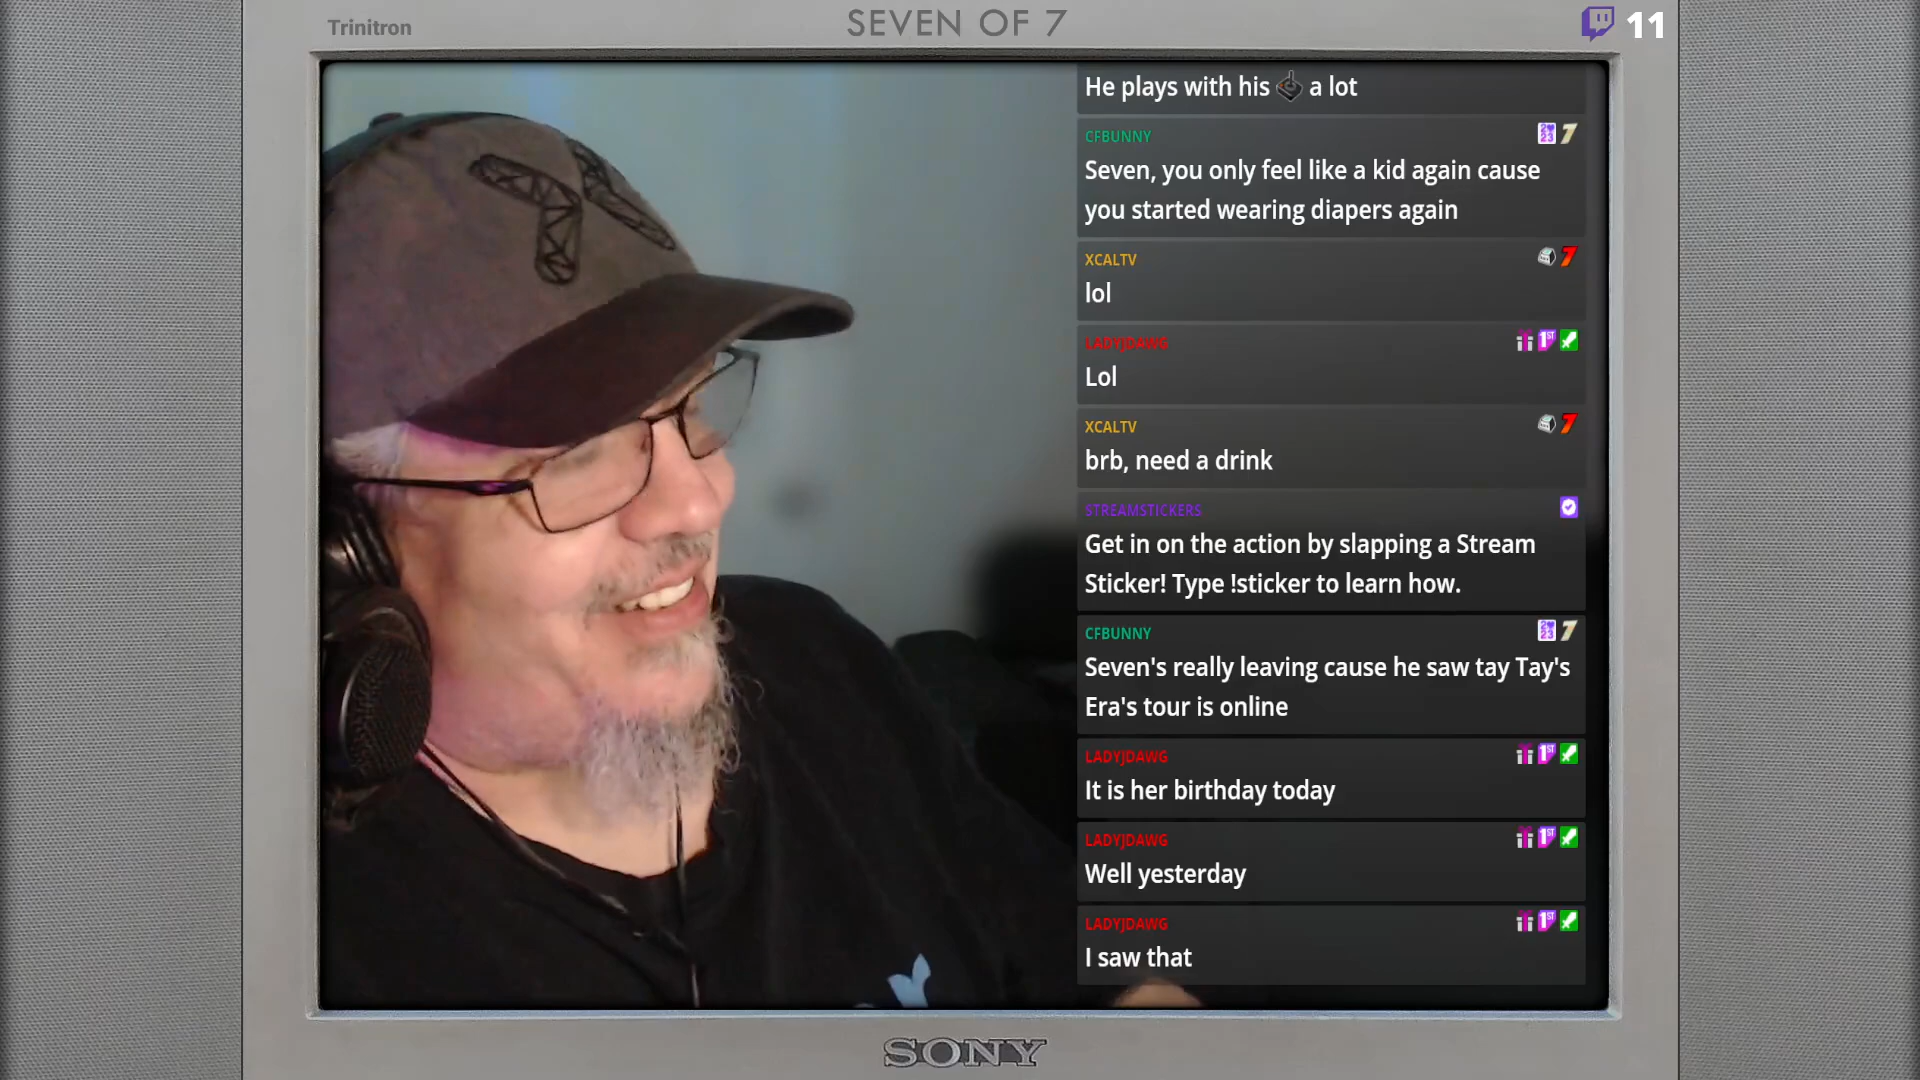 Trinitron
SEVEN OF 7
11
He plays with his a lot
CFBUNNY
Seven, you only feel like a kid again cause
you started wearing diapers again
XCALTV
lol
LADYJDAWG
Lol
XCALTV
brb, need a drink
STREAMSTICKERS
Get in on the action by slapping a Stream
Sticker! Type !sticker to learn how.
CFBUNNY
Seven's really leaving cause he saw tay Tay's
Era's tour is online
LADYJDAWG
It is her birthday today
LADYJDAWG
Well yesterday
LADYJDAWG
I saw that
SONY